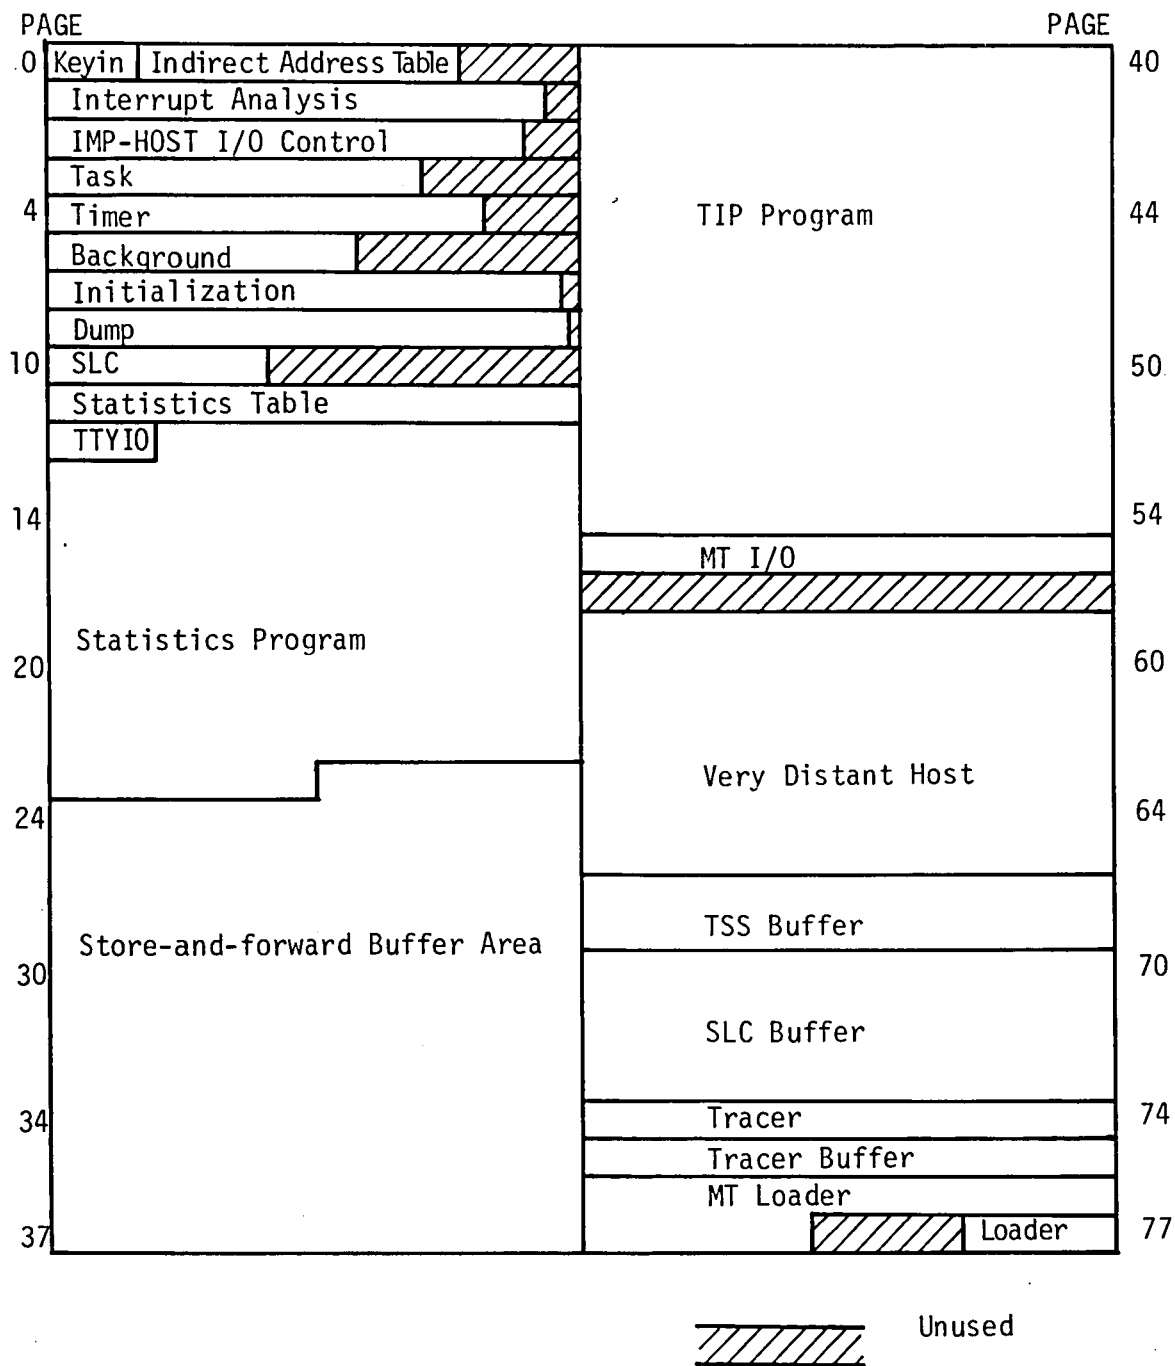 PAGE
0 Keyin Indirect Address Table
Interrupt Analysis
IMP-HOST I/O Control
Task
4 Timer
Background
Initialization
Dump
10 SLC
Statistics Table
TTYIO
14
Statistics Program
20
24
Store-and-forward Buffer Area
30
34
37
PAGE
40
TIP Program 44
50
54
MT I/O
60
Very Distant Host
64
TSS Buffer
70
SLC Buffer
Tracer 74
Tracer Buffer
MT Loader
Loader 77
Unused